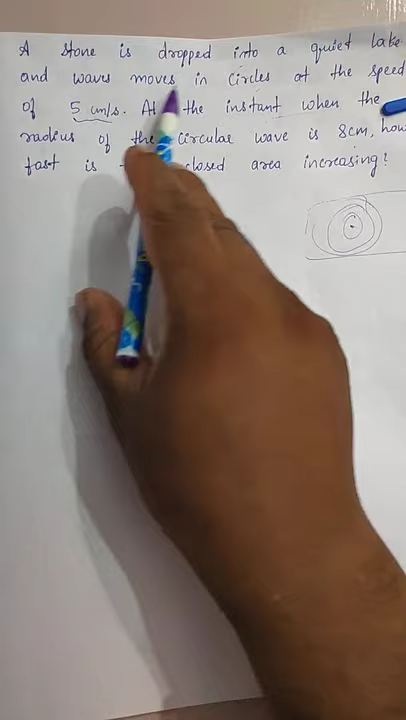 A stone is dropped into a quiet lake
and waves moves in circles at the speed
of 5 cm/s. At the instant when the
radius of the circular wave is 8cm, how
fast is closed area increasing?